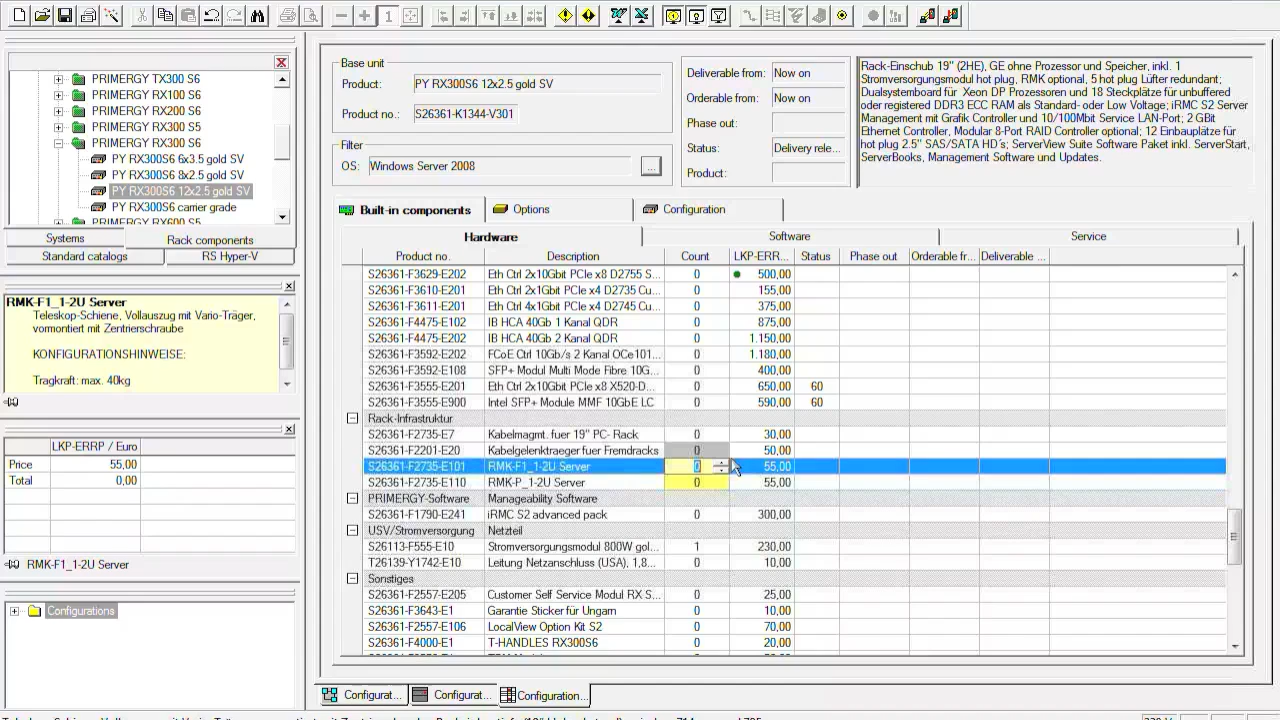 1
PRIMERGY TX300 S6
PRIMERGY RX100 S6
PRIMERGY RX200 S6
PRIMERGY RX300 S5
PRIMERGY RX300 S6
PY RX300S6 6x3.5 gold SV
PY RX300S6 8x2.5 gold SV
PY RX300S6 12x2.5 gold SV
PY RX300S6 carrier grade
PRIMERGY RX600 S5
Systems
Rack components
Standard catalogs
RS Hyper-V
RMK-F1_1-2U Server
Teleskop-Schiene, Vollauszug mit Vario-Träger,
vormontiert mit Zentrierschraube
KONFIGURATIONSHINWEISE:
Tragkraft: max. 40kg
LKP-ERRP / Euro
Price 55,00
Total 0,00
RMK-F1_1-2U Server
Configurations
Base unit
Product: PY RX300S6 12x2.5 gold SV
Product no.: S26361-K1344-V301
Filter
OS: Windows Server 2008 ...
Deliverable from: Now on
Orderable from: Now on
Phase out:
Status: Delivery rele...
Product:
Rack-Einschub 19" (2HE), GE ohne Prozessor und Speicher, inkl. 1
Stromversorgungsmodul hot plug, RMK optional, 5 hot plug Lüfter redundant;
Dualsystemboard für Xeon DP Prozessoren und 18 Steckplätze für unbuffered
oder registered DDR3 ECC RAM als Standard- oder Low Voltage; iRMC S2 Server
Management mit Grafik Controller und 10/100Mbit Service LAN-Port; 2 GBit
Ethernet Controller, Modular 8-Port RAID Controller optional; 12 Einbauplätze für
hot plug 2.5" SAS/SATA HD's; ServerView Suite Software Paket inkl. ServerStart,
ServerBooks, Management Software und Updates.
Built-in components
Options
Configuration
Hardware
Software
Service
Product no. Description Count LKP-ERR... Status Phase out Orderable fr... Deliverable ...
S26361-F3629-E202 Eth Ctrl 2x10Gbit PCIe x8 D2755 S... 0 500,00
S26361-F3610-E201 Eth Ctrl 2x1Gbit PCIe x4 D2735 Cu... 0 155,00
S26361-F3611-E201 Eth Ctrl 4x1Gbit PCIe x4 D2745 Cu... 0 375,00
S26361-F4475-E102 IB HCA 40Gb 1 Kanal QDR 0 875,00
S26361-F4475-E202 IB HCA 40Gb 2 Kanal QDR 0 1.150,00
S26361-F3592-E202 FCoE Ctrl 10Gb/s 2 Kanal OCe101... 0 1.180,00
S26361-F3592-E108 SFP+ Modul Multi Mode Fibre 10G... 0 400,00
S26361-F3555-E201 Eth Ctrl 2x10Gbit PCIe x8 X520-D... 0 650,00 60
S26361-F3555-E900 Intel SFP+ Module MMF 10GbE LC 0 590,00 60
Rack-Infrastruktur
S26361-F2735-E7 Kabelmagmt. fuer 19" PC- Rack 0 30,00
S26361-F2201-E20 Kabelgelenktraeger fuer Fremdracks 0 50,00
S26361-F2735-E101 RMK-F1_1-2U Server 0 55,00
S26361-F2735-E110 RMK-P_1-2U Server 0 55,00
PRIMERGY-Software Manageability Software
S26361-F1790-E241 iRMC S2 advanced pack 0 300,00
USV/Stromversorgung Netzteil
S26113-F555-E10 Stromversorgungsmodul 800W gol... 1 230,00
T26139-Y1742-E10 Leitung Netzanschluss (USA), 1,8... 0 10,00
Sonstiges
S26361-F2557-E205 Customer Self Service Modul RX S... 0 25,00
S26361-F3643-E1 Garantie Sticker für Ungarn 0 10,00
S26361-F2557-E106 LocalView Option Kit S2 0 70,00
S26361-F4000-E1 T-HANDLES RX300S6 0 20,00
Configurat...
Configurat...
Configuration...